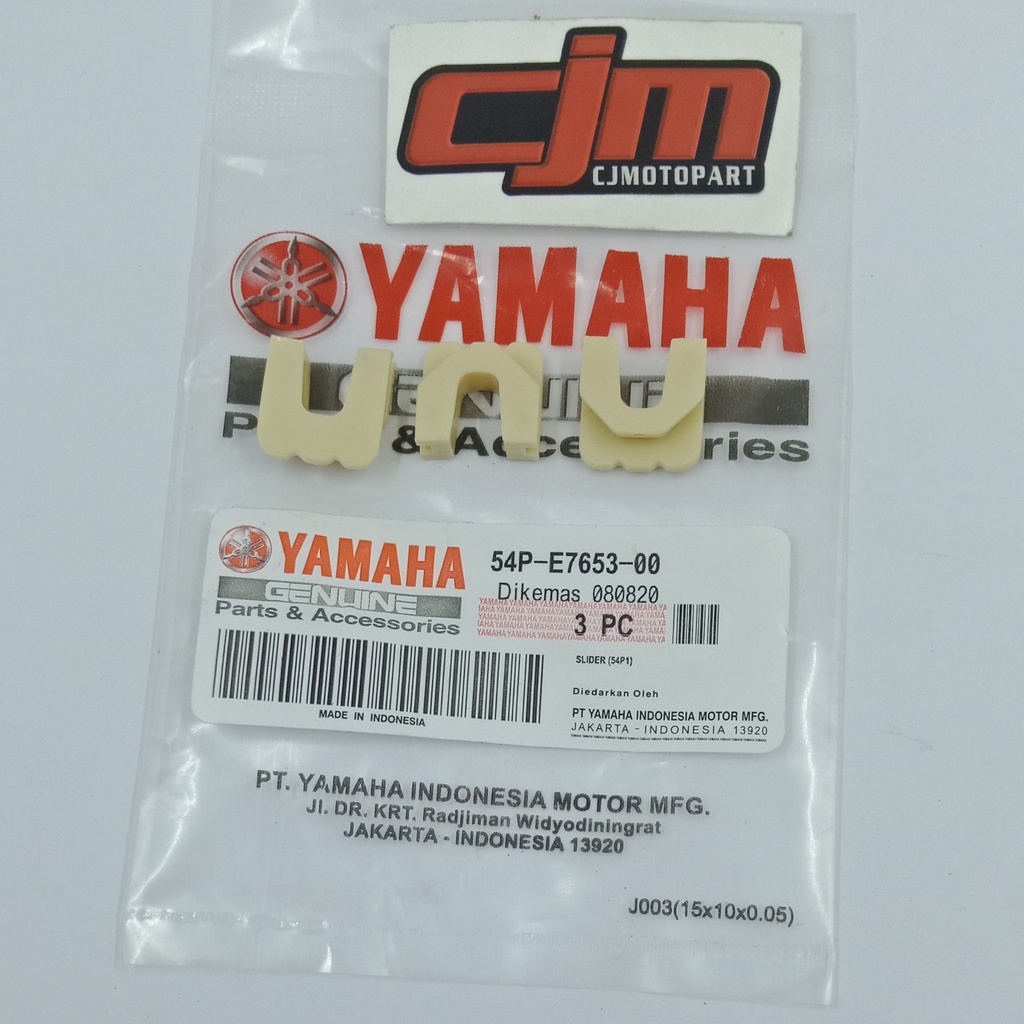 cjm
CJMOTOPART
YAMAHA
GENUINE
Parts & Accessories
YAMAHA
GENUINE
Parts & Accessories
MADE IN INDONESIA
54P-E7653-00
Dikemas 080820
3 PC
SLIDER (54P1)
Diedarkan Oleh
PT YAMAHA INDONESIA MOTOR MFG.
JAKARTA - INDONESIA 13920
PT. YAMAHA INDONESIA MOTOR MFG.
Jl. DR. KRT. Radjiman Widyodiningrat
JAKARTA - INDONESIA 13920
J003(15x10x0.05)